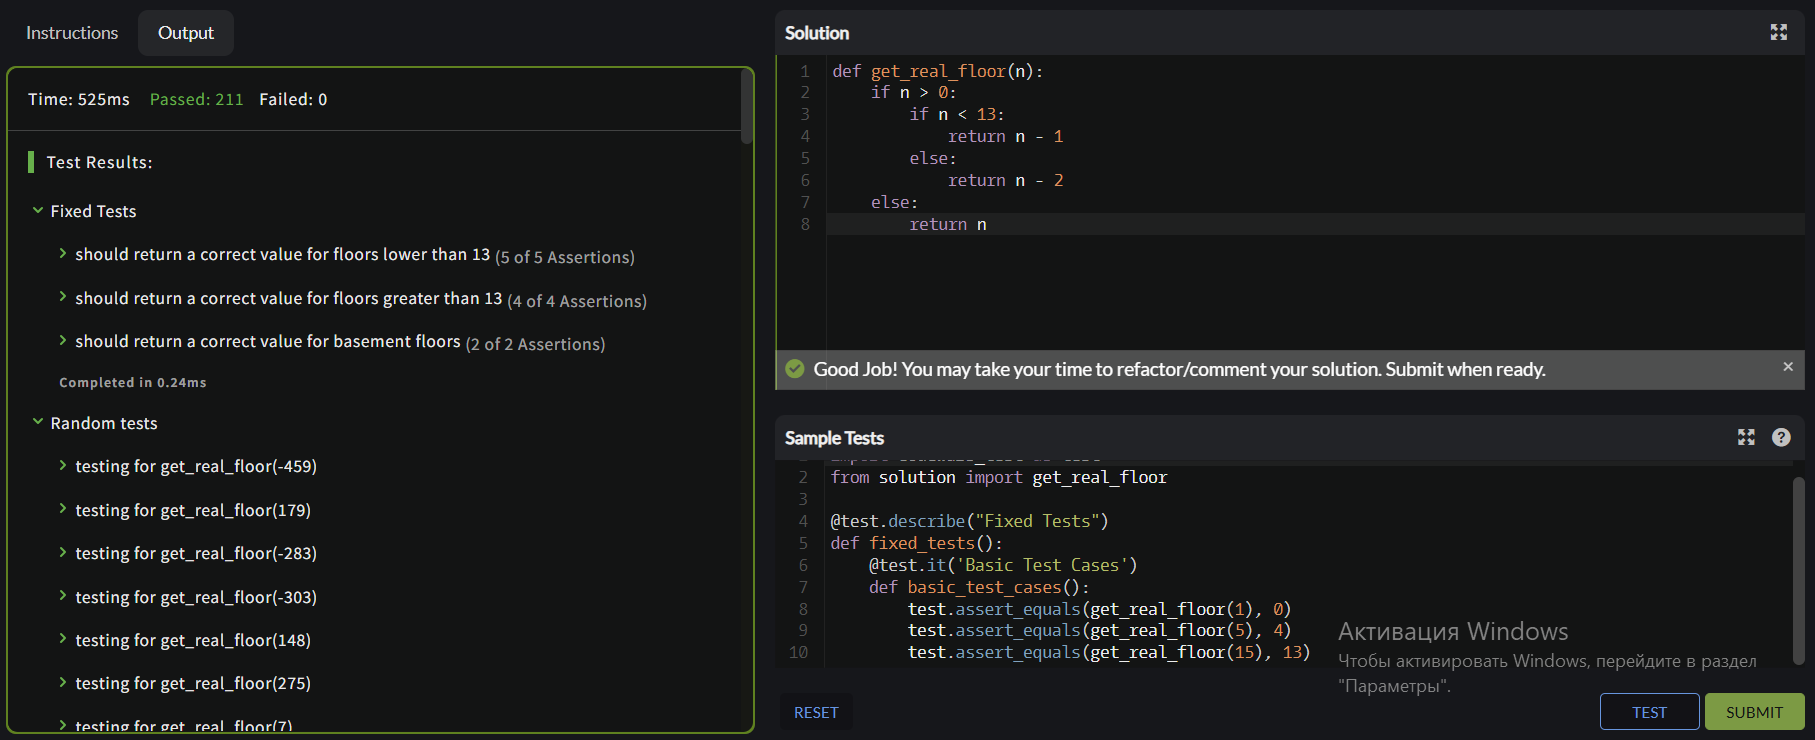 Instructions
Output
Time: 525ms Passed: 211 Failed: 0
Test Results:
Fixed Tests
should return a correct value for floors lower than 13 (5 of 5 Assertions)
should return a correct value for floors greater than 13 (4 of 4 Assertions)
should return a correct value for basement floors (2 of 2 Assertions)
Completed in 0.24ms
Random tests
testing for get_real_floor(-459)
testing for get_real_floor(179)
testing for get_real_floor(-283)
testing for get_real_floor(-303)
testing for get_real_floor(148)
testing for get_real_floor(275)
testing for get_real_floor(7)
Solution
1 def get_real_floor(n):
2     if n > 0:
3         if n < 13:
4             return n - 1
5         else:
6             return n - 2
7     else:
8         return n
Good Job! You may take your time to refactor/comment your solution. Submit when ready.
Sample Tests
2 from solution import get_real_floor
3
4 @test.describe("Fixed Tests")
5 def fixed_tests():
6     @test.it('Basic Test Cases')
7     def basic_test_cases():
8         test.assert_equals(get_real_floor(1), 0)
9         test.assert_equals(get_real_floor(5), 4)
10         test.assert_equals(get_real_floor(15), 13)
Активация Windows
Чтобы активировать Windows, перейдите в раздел
"Параметры".
RESET
TEST
SUBMIT